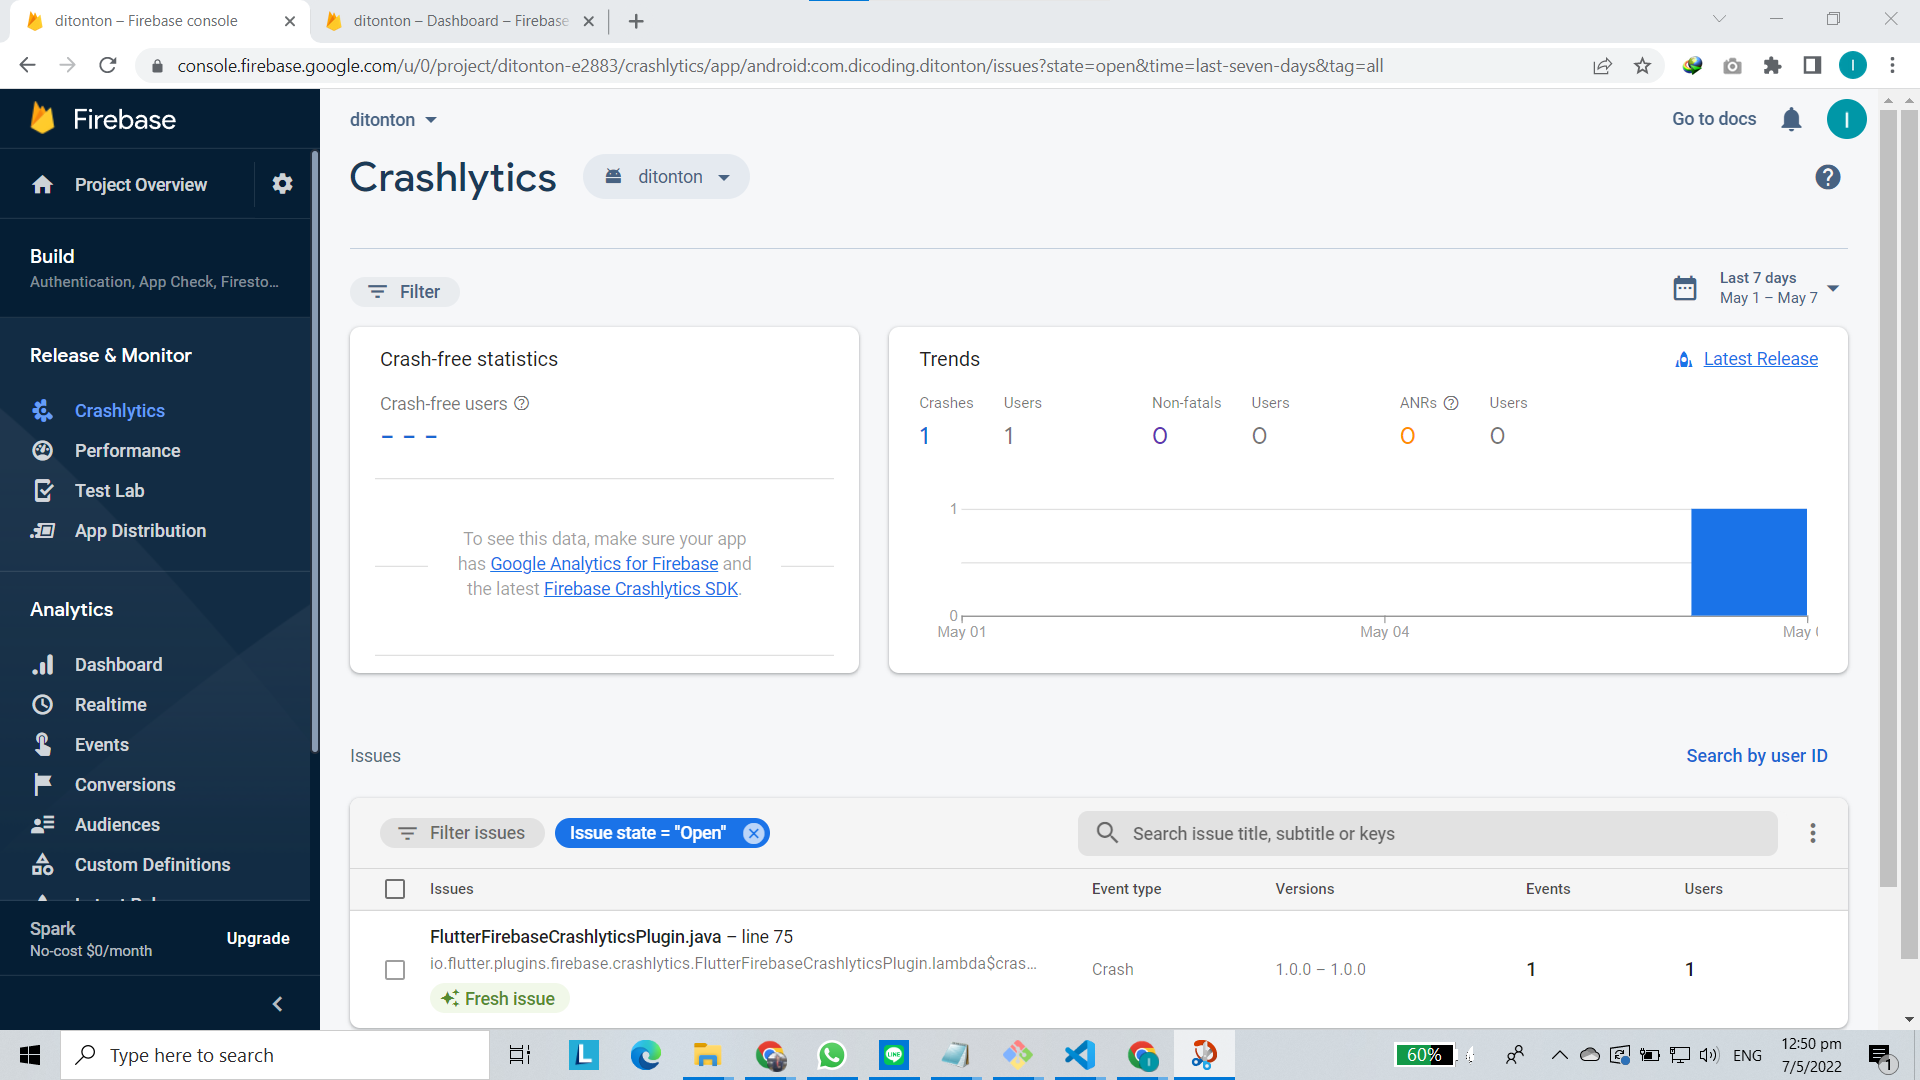 ditonton – Firebase console
ditonton – Dashboard – Firebase
console.firebase.google.com/u/0/project/ditonton-e2883/crashlytics/app/android:com.dicoding.ditonton/issues?state=open&time=last-seven-days&tag=all
I
Firebase
Project Overview
Build
Authentication, App Check, Firesto...
Release & Monitor
Crashlytics
Performance
Test Lab
App Distribution
Analytics
Dashboard
Realtime
Events
Conversions
Audiences
Custom Definitions
Spark
No-cost $0/month
Upgrade
ditonton
Go to docs
I
Crashlytics
ditonton
Filter
Last 7 days
May 1 – May 7
Crash-free statistics
Crash-free users
– – –
To see this data, make sure your app
has Google Analytics for Firebase and
the latest Firebase Crashlytics SDK.
Trends
Latest Release
Crashes Users Non-fatals Users ANRs Users
1 1 0 0 0 0
1
0
May 01 May 04 May
Issues
Search by user ID
Filter issues
Issue state = "Open"
Search issue title, subtitle or keys
Issues Event type Versions Events Users
FlutterFirebaseCrashlyticsPlugin.java – line 75
io.flutter.plugins.firebase.crashlytics.FlutterFirebaseCrashlyticsPlugin.lambda$cras...
Fresh issue
Crash 1.0.0 – 1.0.0 1 1
Type here to search
L
LINE
I
60%
ENG
12:50 pm
7/5/2022
1